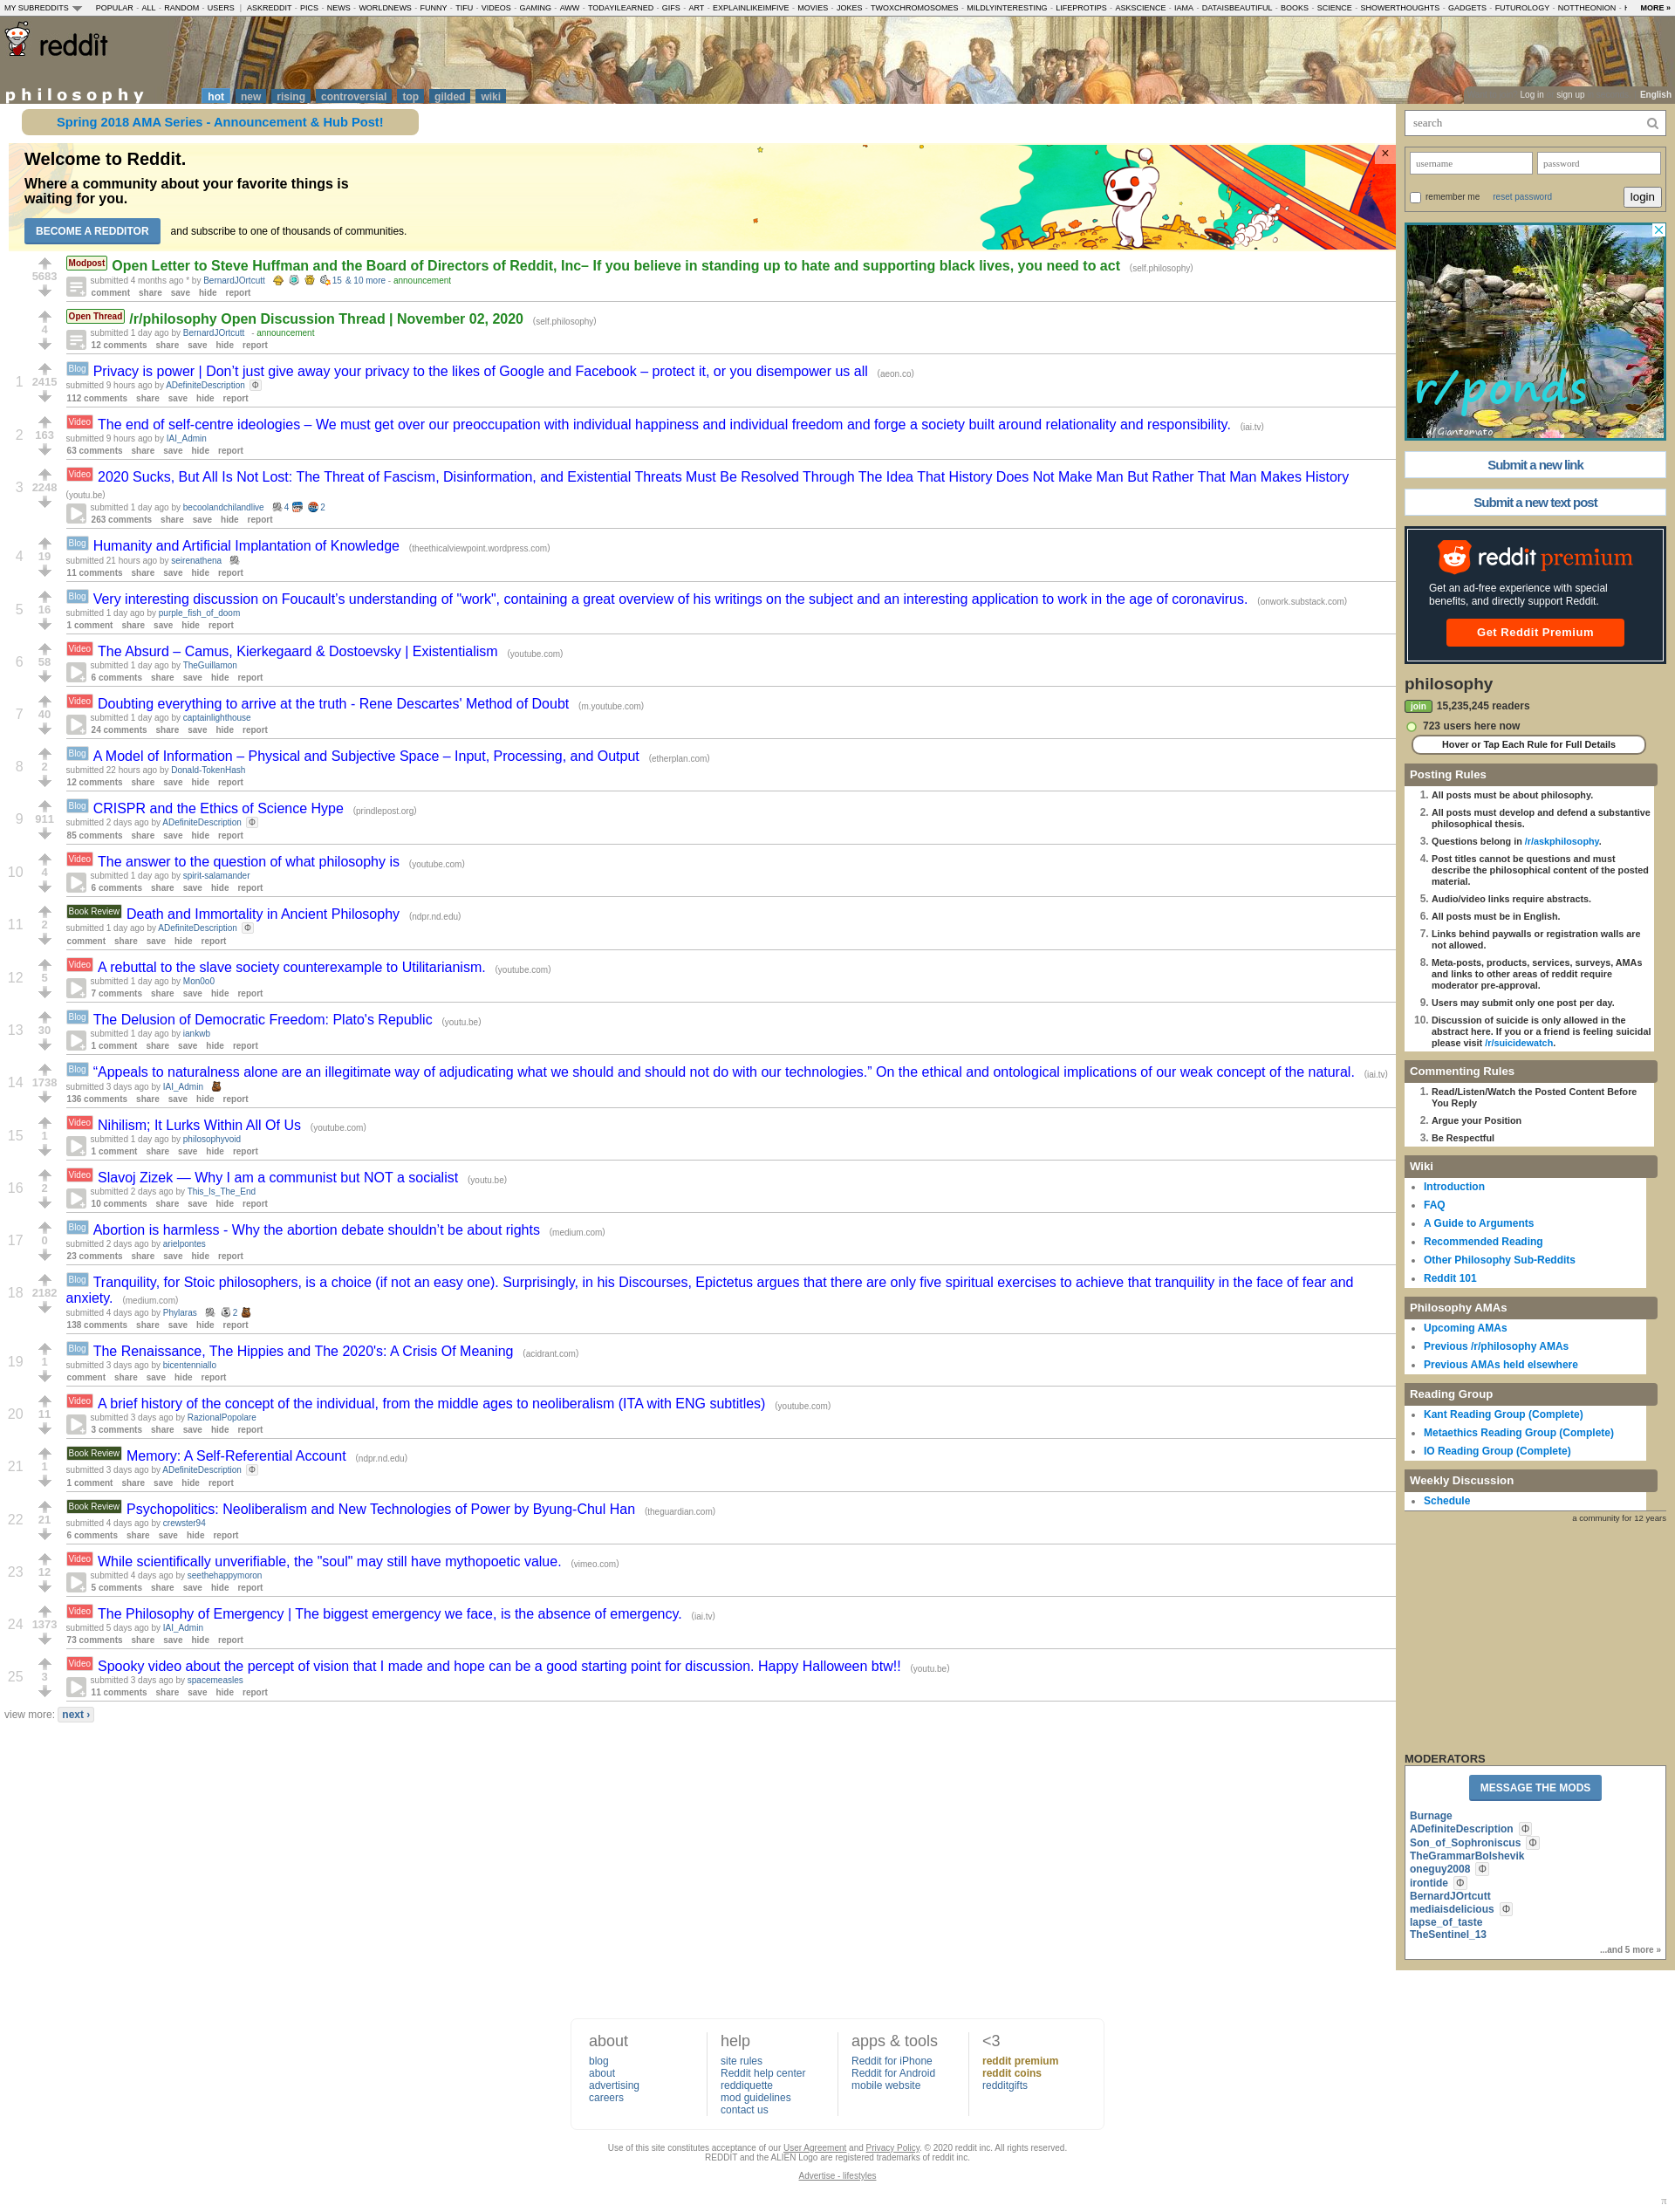 MY SUBREDDITS POPULAR - ALL - RANDOM - USERS | ASKREDDIT - PICS - NEWS - WORLDNEWS - FUNNY - TIFU - VIDEOS - GAMING - AWW - TODAYILEARNED - GIFS - ART - EXPLAINLIKEIMFIVE - MOVIES - JOKES - TWOXCHROMOSOMES - MILDLYINTERESTING - LIFEPROTIPS - ASKSCIENCE - IAMA - DATAISBEAUTIFUL - BOOKS - SCIENCE - SHOWERTHOUGHTS - GADGETS - FUTUROLOGY - NOTTHEONION - MORE »
reddit
philosophy hot new rising controversial top gilded wiki
Log in sign up English
Spring 2018 AMA Series - Announcement & Hub Post!
Welcome to Reddit.
Where a community about your favorite things is
waiting for you.
BECOME A REDDITOR and subscribe to one of thousands of communities.
×
5683
Modpost Open Letter to Steve Huffman and the Board of Directors of Reddit, Inc– If you believe in standing up to hate and supporting black lives, you need to act (self.philosophy)
submitted 4 months ago * by BernardJOrtcutt 15 & 10 more - announcement
comment share save hide report
4
Open Thread /r/philosophy Open Discussion Thread | November 02, 2020 (self.philosophy)
submitted 1 day ago by BernardJOrtcutt - announcement
12 comments share save hide report
1 2415
Blog Privacy is power | Don’t just give away your privacy to the likes of Google and Facebook – protect it, or you disempower us all (aeon.co)
submitted 9 hours ago by ADefiniteDescription Φ
112 comments share save hide report
2 163
Video The end of self-centre ideologies – We must get over our preoccupation with individual happiness and individual freedom and forge a society built around relationality and responsibility. (iai.tv)
submitted 9 hours ago by IAI_Admin
63 comments share save hide report
3 2248
Video 2020 Sucks, But All Is Not Lost: The Threat of Fascism, Disinformation, and Existential Threats Must Be Resolved Through The Idea That History Does Not Make Man But Rather That Man Makes History
(youtu.be)
submitted 1 day ago by becoolandchilandlive 4 2
263 comments share save hide report
4 19
Blog Humanity and Artificial Implantation of Knowledge (theethicalviewpoint.wordpress.com)
submitted 21 hours ago by seirenathena
11 comments share save hide report
5 16
Blog Very interesting discussion on Foucault’s understanding of "work", containing a great overview of his writings on the subject and an interesting application to work in the age of coronavirus. (onwork.substack.com)
submitted 1 day ago by purple_fish_of_doom
1 comment share save hide report
6 58
Video The Absurd – Camus, Kierkegaard & Dostoevsky | Existentialism (youtube.com)
submitted 1 day ago by TheGuillamon
6 comments share save hide report
7 40
Video Doubting everything to arrive at the truth - Rene Descartes' Method of Doubt (m.youtube.com)
submitted 1 day ago by captainlighthouse
24 comments share save hide report
8 2
Blog A Model of Information – Physical and Subjective Space – Input, Processing, and Output (etherplan.com)
submitted 22 hours ago by Donald-TokenHash
12 comments share save hide report
9 911
Blog CRISPR and the Ethics of Science Hype (prindlepost.org)
submitted 2 days ago by ADefiniteDescription Φ
85 comments share save hide report
10 4
Video The answer to the question of what philosophy is (youtube.com)
submitted 1 day ago by spirit-salamander
6 comments share save hide report
11 2
Book Review Death and Immortality in Ancient Philosophy (ndpr.nd.edu)
submitted 1 day ago by ADefiniteDescription Φ
comment share save hide report
12 5
Video A rebuttal to the slave society counterexample to Utilitarianism. (youtube.com)
submitted 1 day ago by Mon0o0
7 comments share save hide report
13 30
Blog The Delusion of Democratic Freedom: Plato's Republic (youtu.be)
submitted 1 day ago by iankwb
1 comment share save hide report
14 1738
Blog “Appeals to naturalness alone are an illegitimate way of adjudicating what we should and should not do with our technologies.” On the ethical and ontological implications of our weak concept of the natural. (iai.tv)
submitted 3 days ago by IAI_Admin
136 comments share save hide report
15 1
Video Nihilism; It Lurks Within All Of Us (youtube.com)
submitted 1 day ago by philosophyvoid
1 comment share save hide report
16 2
Video Slavoj Zizek — Why I am a communist but NOT a socialist (youtu.be)
submitted 2 days ago by This_Is_The_End
10 comments share save hide report
17 0
Blog Abortion is harmless - Why the abortion debate shouldn’t be about rights (medium.com)
submitted 2 days ago by arielpontes
23 comments share save hide report
18 2182
Blog Tranquility, for Stoic philosophers, is a choice (if not an easy one). Surprisingly, in his Discourses, Epictetus argues that there are only five spiritual exercises to achieve that tranquility in the face of fear and
anxiety. (medium.com)
submitted 4 days ago by Phylaras 2
138 comments share save hide report
19 1
Blog The Renaissance, The Hippies and The 2020's: A Crisis Of Meaning (acidrant.com)
submitted 3 days ago by bicentenniallo
comment share save hide report
20 11
Video A brief history of the concept of the individual, from the middle ages to neoliberalism (ITA with ENG subtitles) (youtube.com)
submitted 3 days ago by RazionalPopolare
3 comments share save hide report
21 1
Book Review Memory: A Self-Referential Account (ndpr.nd.edu)
submitted 3 days ago by ADefiniteDescription Φ
1 comment share save hide report
22 21
Book Review Psychopolitics: Neoliberalism and New Technologies of Power by Byung-Chul Han (theguardian.com)
submitted 4 days ago by crewster94
6 comments share save hide report
23 12
Video While scientifically unverifiable, the "soul" may still have mythopoetic value. (vimeo.com)
submitted 4 days ago by seethehappymoron
5 comments share save hide report
24 1373
Video The Philosophy of Emergency | The biggest emergency we face, is the absence of emergency. (iai.tv)
submitted 5 days ago by IAI_Admin
73 comments share save hide report
25 3
Video Spooky video about the percept of vision that I made and hope can be a good starting point for discussion. Happy Halloween btw!! (youtu.be)
submitted 3 days ago by spacemeasles
11 comments share save hide report
view more: next ›
search
username password
remember me reset password login
r/ponds
u/Giantomato
Submit a new link
Submit a new text post
reddit premium
Get an ad-free experience with special
benefits, and directly support Reddit.
Get Reddit Premium
philosophy
join 15,235,245 readers
723 users here now
Hover or Tap Each Rule for Full Details
Posting Rules
1. All posts must be about philosophy.
2. All posts must develop and defend a substantive
philosophical thesis.
3. Questions belong in /r/askphilosophy.
4. Post titles cannot be questions and must
describe the philosophical content of the posted
material.
5. Audio/video links require abstracts.
6. All posts must be in English.
7. Links behind paywalls or registration walls are
not allowed.
8. Meta-posts, products, services, surveys, AMAs
and links to other areas of reddit require
moderator pre-approval.
9. Users may submit only one post per day.
10. Discussion of suicide is only allowed in the
abstract here. If you or a friend is feeling suicidal
please visit /r/suicidewatch.
Commenting Rules
1. Read/Listen/Watch the Posted Content Before
You Reply
2. Argue your Position
3. Be Respectful
Wiki
Introduction
FAQ
A Guide to Arguments
Recommended Reading
Other Philosophy Sub-Reddits
Reddit 101
Philosophy AMAs
Upcoming AMAs
Previous /r/philosophy AMAs
Previous AMAs held elsewhere
Reading Group
Kant Reading Group (Complete)
Metaethics Reading Group (Complete)
IO Reading Group (Complete)
Weekly Discussion
Schedule
a community for 12 years
MODERATORS
MESSAGE THE MODS
Burnage
ADefiniteDescription Φ
Son_of_Sophroniscus Φ
TheGrammarBolshevik
oneguy2008 Φ
irontide Φ
BernardJOrtcutt
mediaisdelicious Φ
lapse_of_taste
TheSentinel_13
...and 5 more »
about
blog
about
advertising
careers
help
site rules
Reddit help center
reddiquette
mod guidelines
contact us
apps & tools
Reddit for iPhone
Reddit for Android
mobile website
<3
reddit premium
reddit coins
redditgifts
Use of this site constitutes acceptance of our User Agreement and Privacy Policy. © 2020 reddit inc. All rights reserved.
REDDIT and the ALIEN Logo are registered trademarks of reddit inc.
Advertise - lifestyles
π